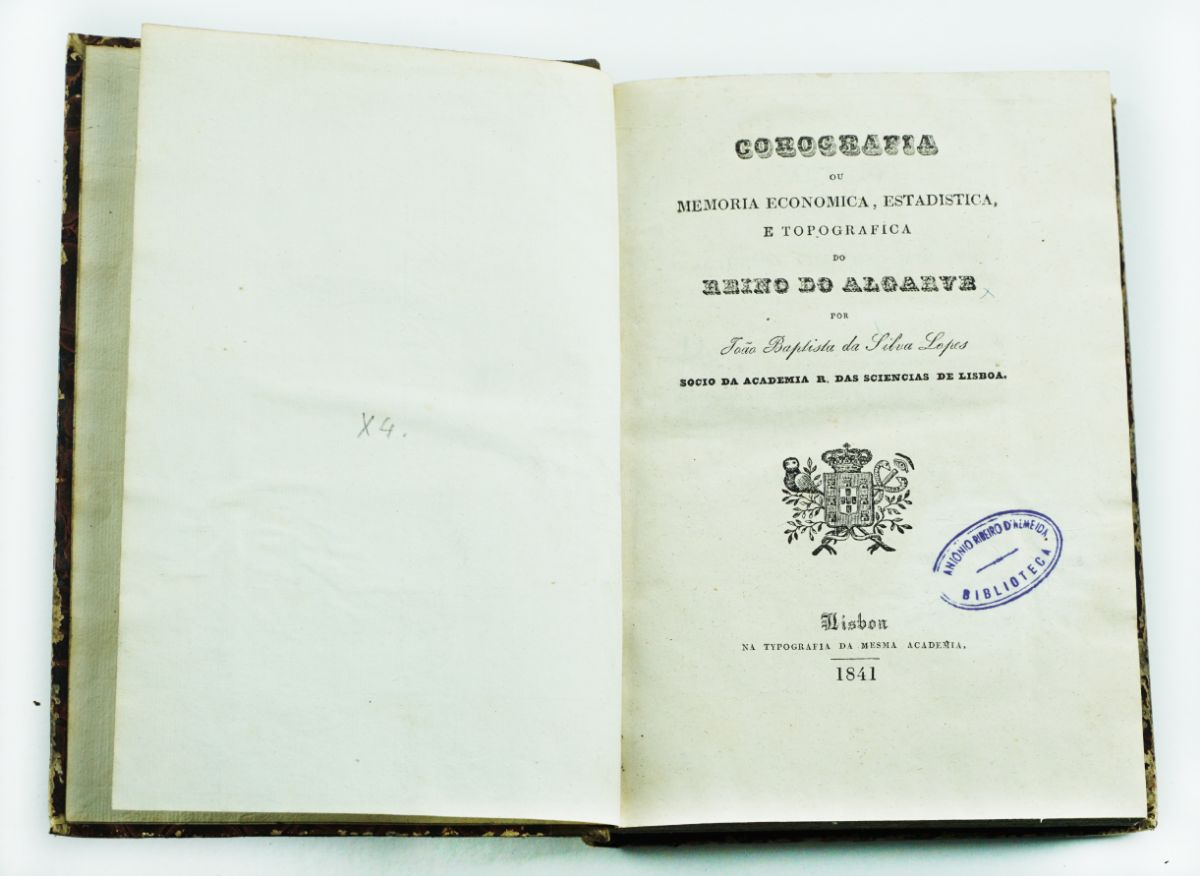 X4.
COROGRAFIA
OU
MEMORIA ECONOMICA, ESTADISTICA,
E TOPOGRAFICA
DO
REINO DO ALGARVE
POR
João Baptista da Silva Lopes
SOCIO DA ACADEMIA R. DAS SCIENCIAS DE LISBOA.
ANTÓNIO RIBEIRO D'ALMEIDA,
BIBLIOTECA
Lisboa
NA TYPOGRAFIA DA MESMA ACADEMIA,
1841